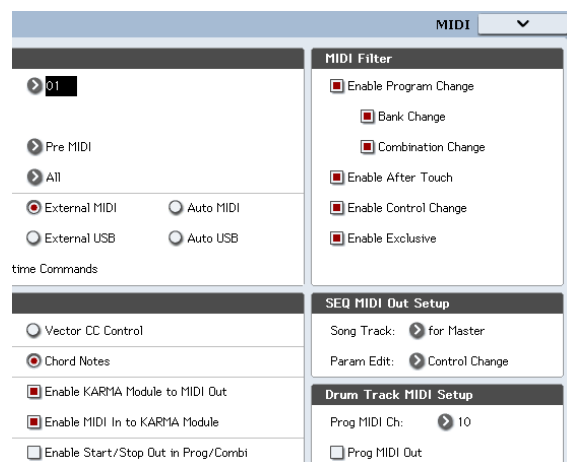 MIDI
01
Pre MIDI
All
External MIDI Auto MIDI
External USB Auto USB
time Commands
Vector CC Control
Chord Notes
Enable KARMA Module to MIDI Out
Enable MIDI In to KARMA Module
Enable Start/Stop Out in Prog/Combi
MIDI Filter
Enable Program Change
Bank Change
Combination Change
Enable After Touch
Enable Control Change
Enable Exclusive
SEQ MIDI Out Setup
Song Track: for Master
Param Edit: Control Change
Drum Track MIDI Setup
Prog MIDI Ch: 10
Prog MIDI Out